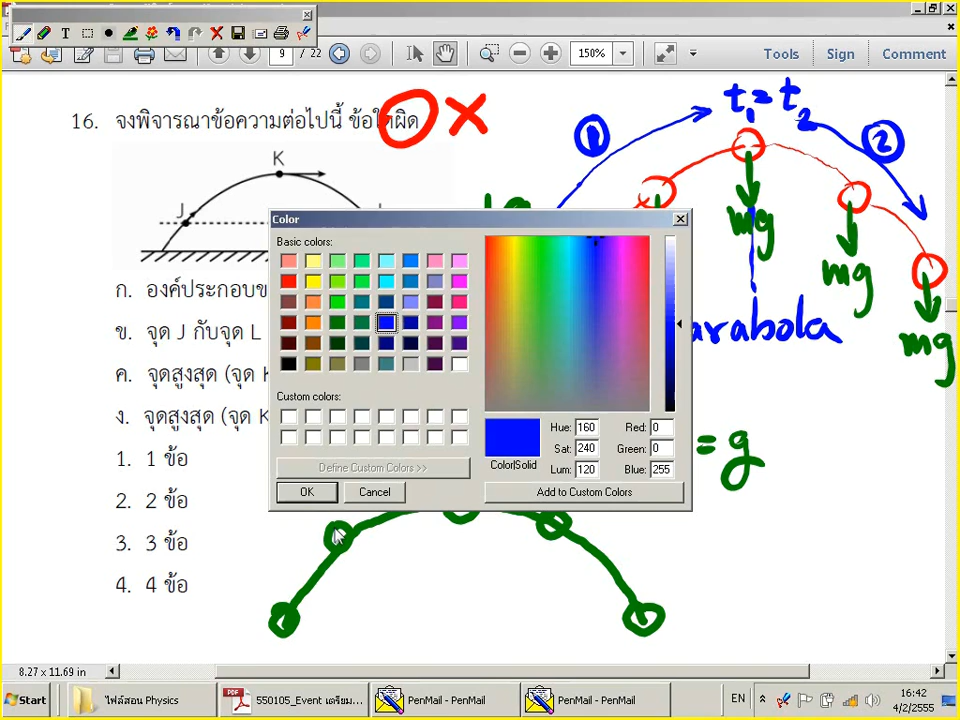 T
9 / 22
150%
Tools
Sign
Comment
16. จงพิจารณาข้อความต่อไปนี้ ข้อใดผิด
t1 = t2
1
2
K
J
mg
mg
mg
ก. องค์ประกอบข
ข. จุด J กับจุด L
ค. จุดสูงสุด (จุด K
ง. จุดสูงสุด (จุด K
arabola
= g
1. 1 ข้อ
2. 2 ข้อ
3. 3 ข้อ
4. 4 ข้อ
Color
Basic colors:
Custom colors:
Define Custom Colors >>
OK
Cancel
Color|Solid
Hue: 160
Sat: 240
Lum: 120
Red: 0
Green: 0
Blue: 255
Add to Custom Colors
8.27 x 11.69 in
Start
ไฟล์สอน Physics
550105_Event เตรียม...
PenMail - PenMail
PenMail - PenMail
EN
16:42
4/2/2555